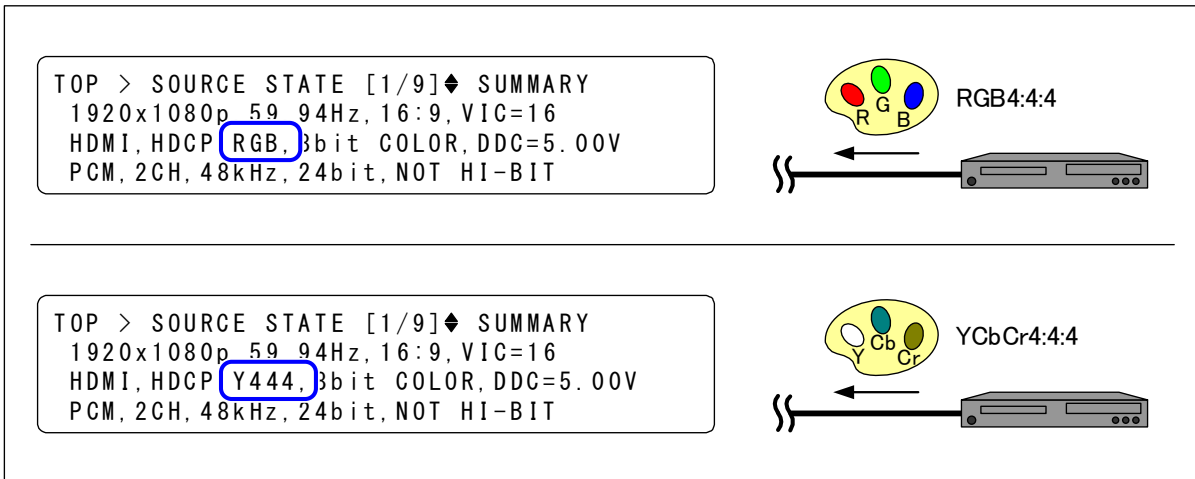 TOP > SOURCE STATE [1/9]♦ SUMMARY
1920x1080p 59 94Hz,16:9,VIC=16
HDMI,HDCP RGB, bit COLOR,DDC=5.00V
PCM,2CH,48kHz,24bit,NOT HI-BIT
R G B
RGB4:4:4
TOP > SOURCE STATE [1/9]♦ SUMMARY
1920x1080p 59 94Hz,16:9,VIC=16
HDMI,HDCP Y444, bit COLOR,DDC=5.00V
PCM,2CH,48kHz,24bit,NOT HI-BIT
Y Cb Cr
YCbCr4:4:4